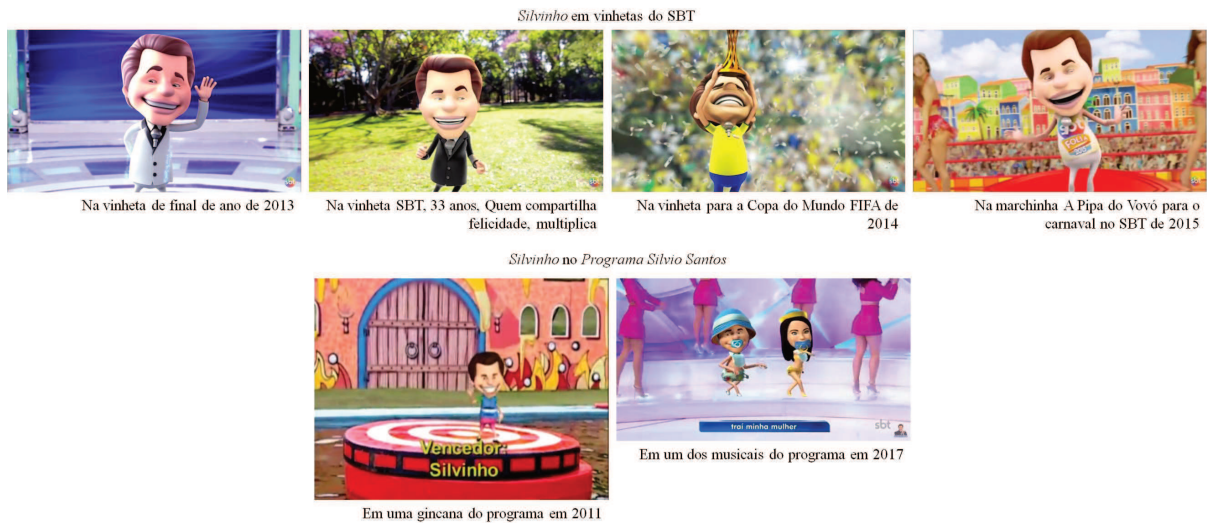 Silvinho em vinhetas do SBT
Na vinheta de final de ano de 2013
Na vinheta SBT, 33 anos, Quem compartilha
felicidade, multiplica
Na vinheta para a Copa do Mundo FIFA de
2014
Na marchinha A Pipa do Vovó para o
carnaval no SBT de 2015
Silvinho no Programa Silvio Santos
Vencedor:
Silvinho
Em uma gincana do programa em 2011
trai minha mulher
sbt
Em um dos musicais do programa em 2017